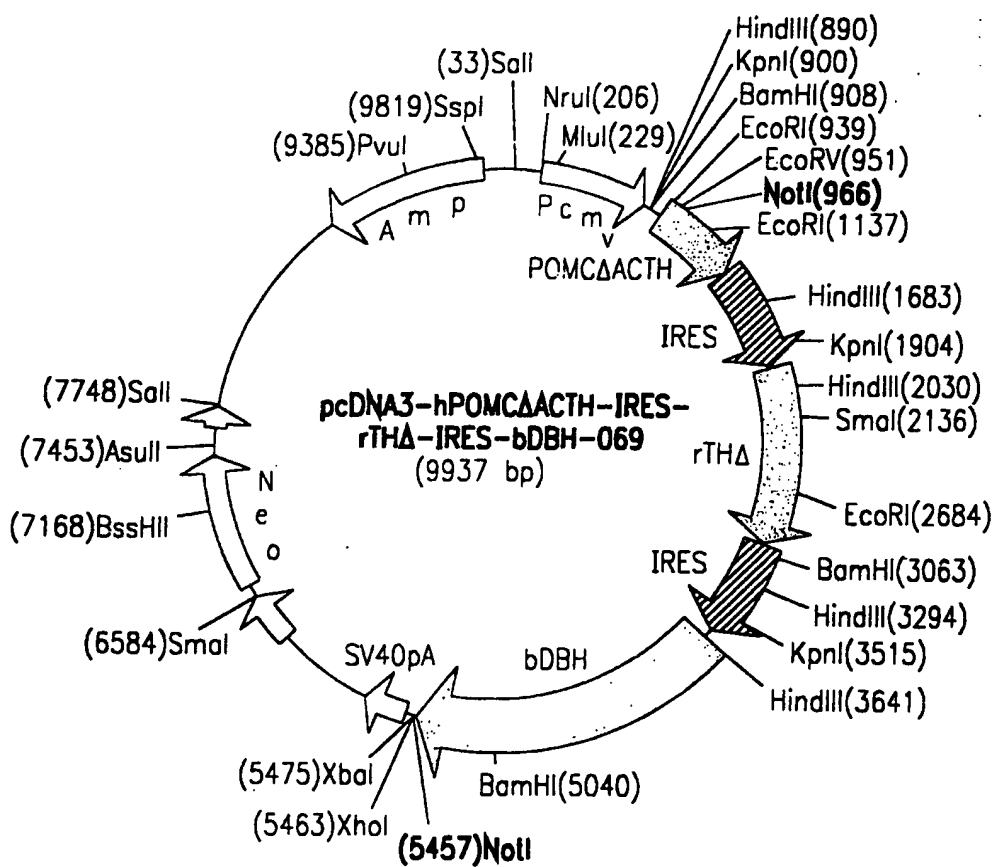 HindIII(890)
KpnI(900)
(33)SalI
BamHI(908)
NruI(206)
(9819)SspI
EcoRI(939)
MluI(229)
(9385)PvuI
EcoRV(951)
NotI(966)
Amp
Pcmv
EcoRI(1137)
POMCΔACTH
HindIII(1683)
IRES
KpnI(1904)
(7748)SalI
HindIII(2030)
pcDNA3-hPOMCΔACTH-IRES-
rTHΔ-IRES-bDBH-069
(9937 bp)
SmaI(2136)
(7453)AsuII
rTHΔ
Neo
EcoRI(2684)
(7168)BssHII
IRES
BamHI(3063)
HindIII(3294)
(6584)SmaI
SV40pA
bDBH
KpnI(3515)
HindIII(3641)
(5475)XbaI
BamHI(5040)
(5463)XhoI
(5457)NotI